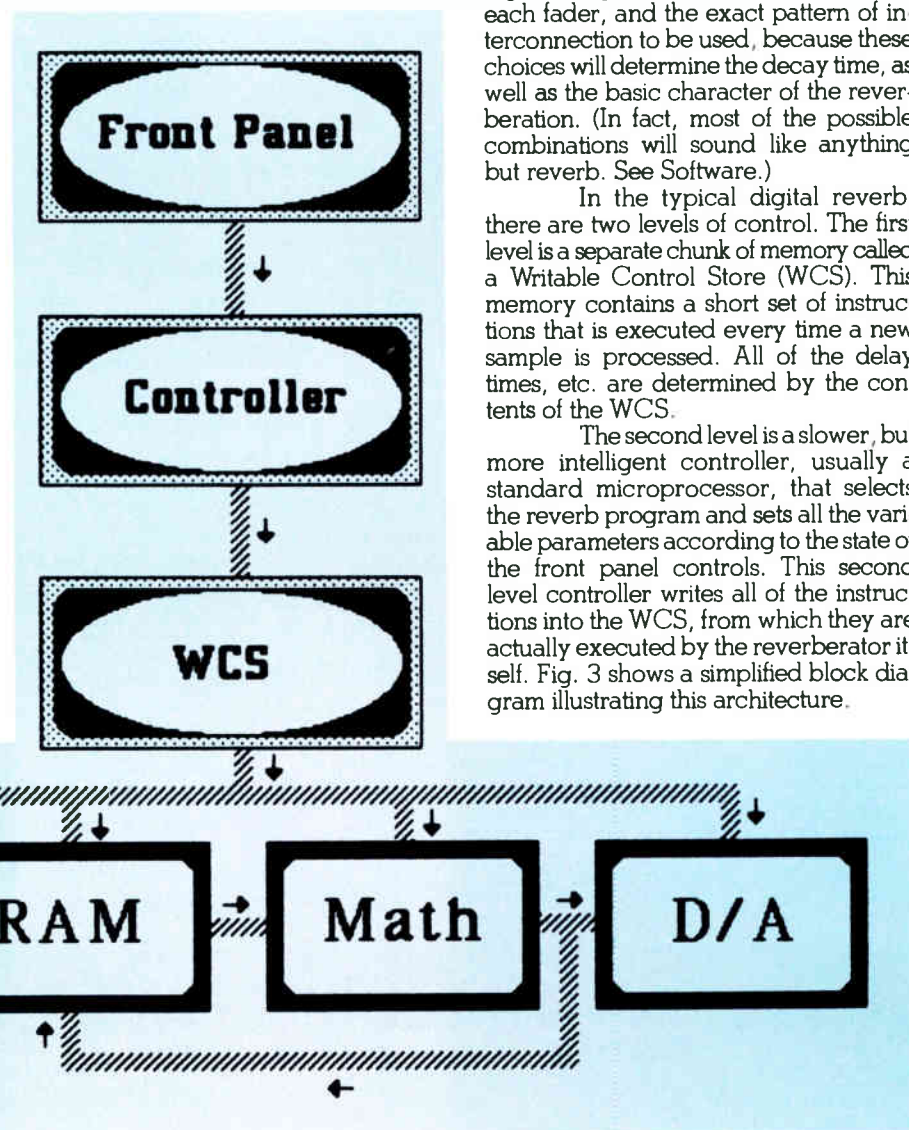 Front Panel
Controller
WCS
each fader, and the exact pattern of in-
terconnection to be used, because these
choices will determine the decay time, as
well as the basic character of the rever-
beration. (In fact, most of the possible
combinations will sound like anything
but reverb. See Software.)
In the typical digital reverb
there are two levels of control. The first
level is a separate chunk of memory called
a Writable Control Store (WCS). This
memory contains a short set of instruc
tions that is executed every time a new
sample is processed. All of the delay
times, etc. are determined by the con
tents of the WCS.
The second level is a slower, bu
more intelligent controller, usually a
standard microprocessor, that selects
the reverb program and sets all the vari
able parameters according to the state o
the front panel controls. This second
level controller writes all of the instruc
tions into the WCS, from which they are
actually executed by the reverberator it
self. Fig. 3 shows a simplified block dia
gram illustrating this architecture.
RAM Math D/A